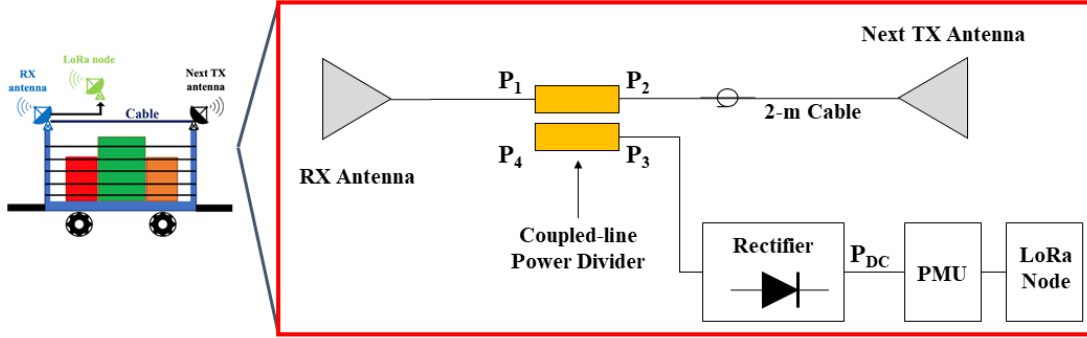 LoRa node
RX
antenna
Next TX
antenna
Cable
Next TX Antenna
P1
P2
2-m Cable
P4
P3
RX Antenna
Coupled-line
Power Divider
Rectifier
PDC
PMU
LoRa
Node